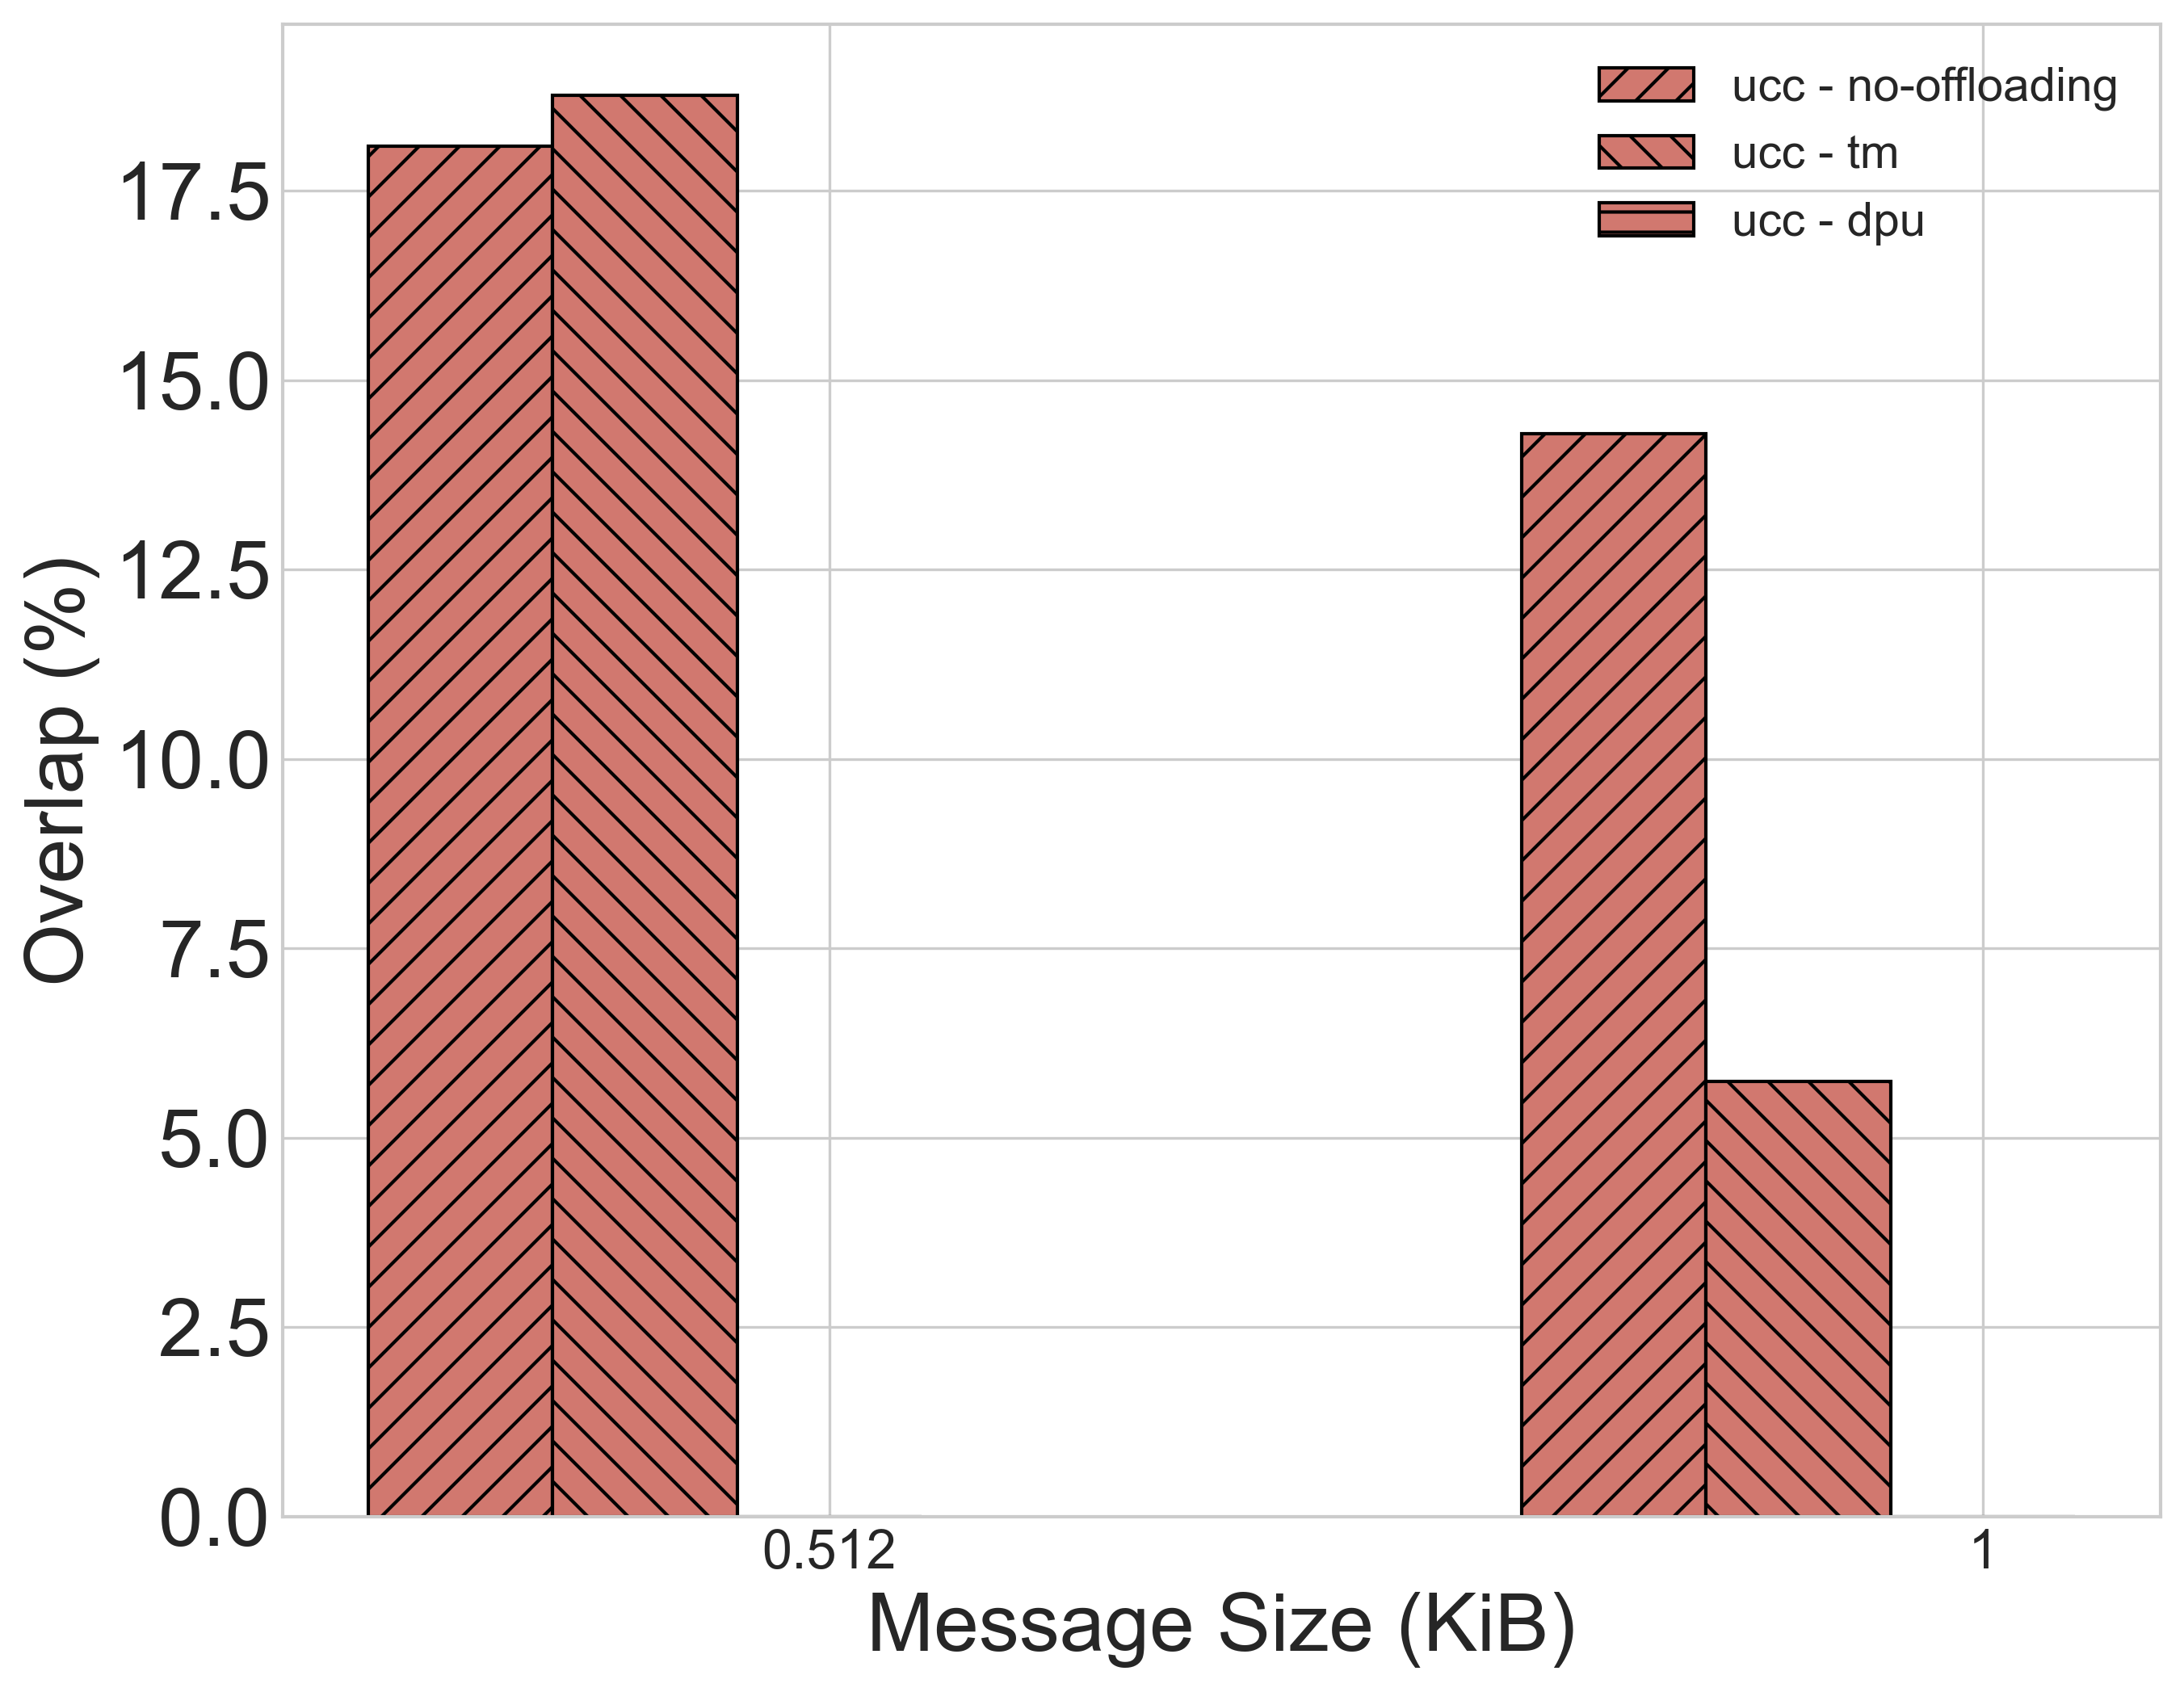 ucc - no-offloading
ucc - tm
ucc - dpu
17.5
15.0
12.5
10.0
7.5
5.0
2.5
0.0
Overlap (%)
0.512
1
Message Size (KiB)